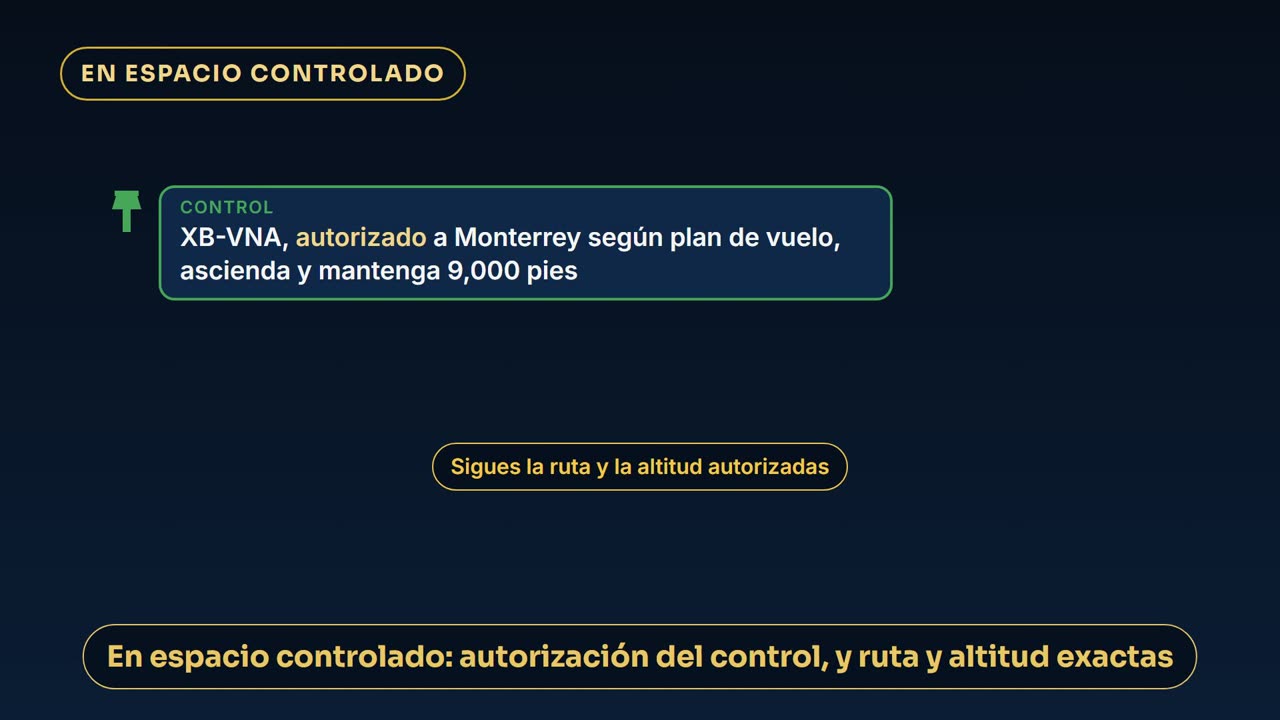 EN ESPACIO CONTROLADO
CONTROL
XB-VNA, autorizado a Monterrey según plan de vuelo,
ascienda y mantenga 9,000 pies
Sigues la ruta y la altitud autorizadas
En espacio controlado: autorización del control, y ruta y altitud exactas